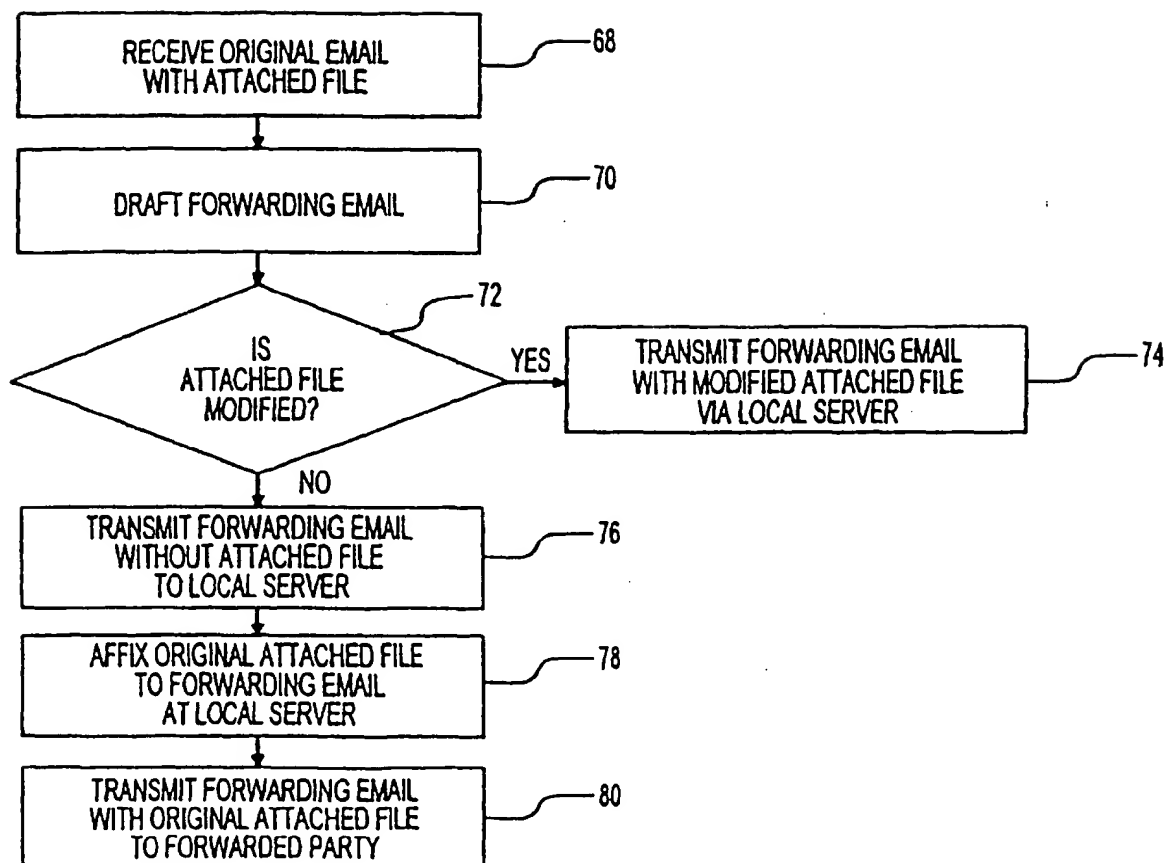 RECEIVE ORIGINAL EMAIL
WITH ATTACHED FILE
68
DRAFT FORWARDING EMAIL
70
72
IS
ATTACHED FILE
MODIFIED?
YES
TRANSMIT FORWARDING EMAIL
WITH MODIFIED ATTACHED FILE
VIA LOCAL SERVER
74
NO
TRANSMIT FORWARDING EMAIL
WITHOUT ATTACHED FILE
TO LOCAL SERVER
76
AFFIX ORIGINAL ATTACHED FILE
TO FORWARDING EMAIL
AT LOCAL SERVER
78
TRANSMIT FORWARDING EMAIL
WITH ORIGINAL ATTACHED FILE
TO FORWARDED PARTY
80